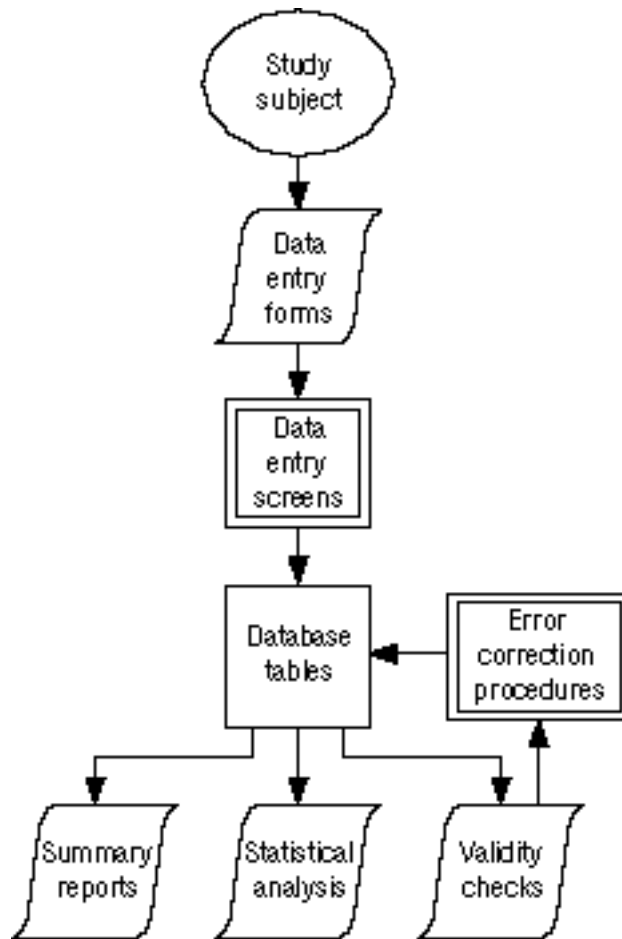 Study
subject
Data
entry
forms
Data
entry
screens
Database
tables
Error
correction
procedures
Summary
reports
Statistical
analysis
Validity
checks